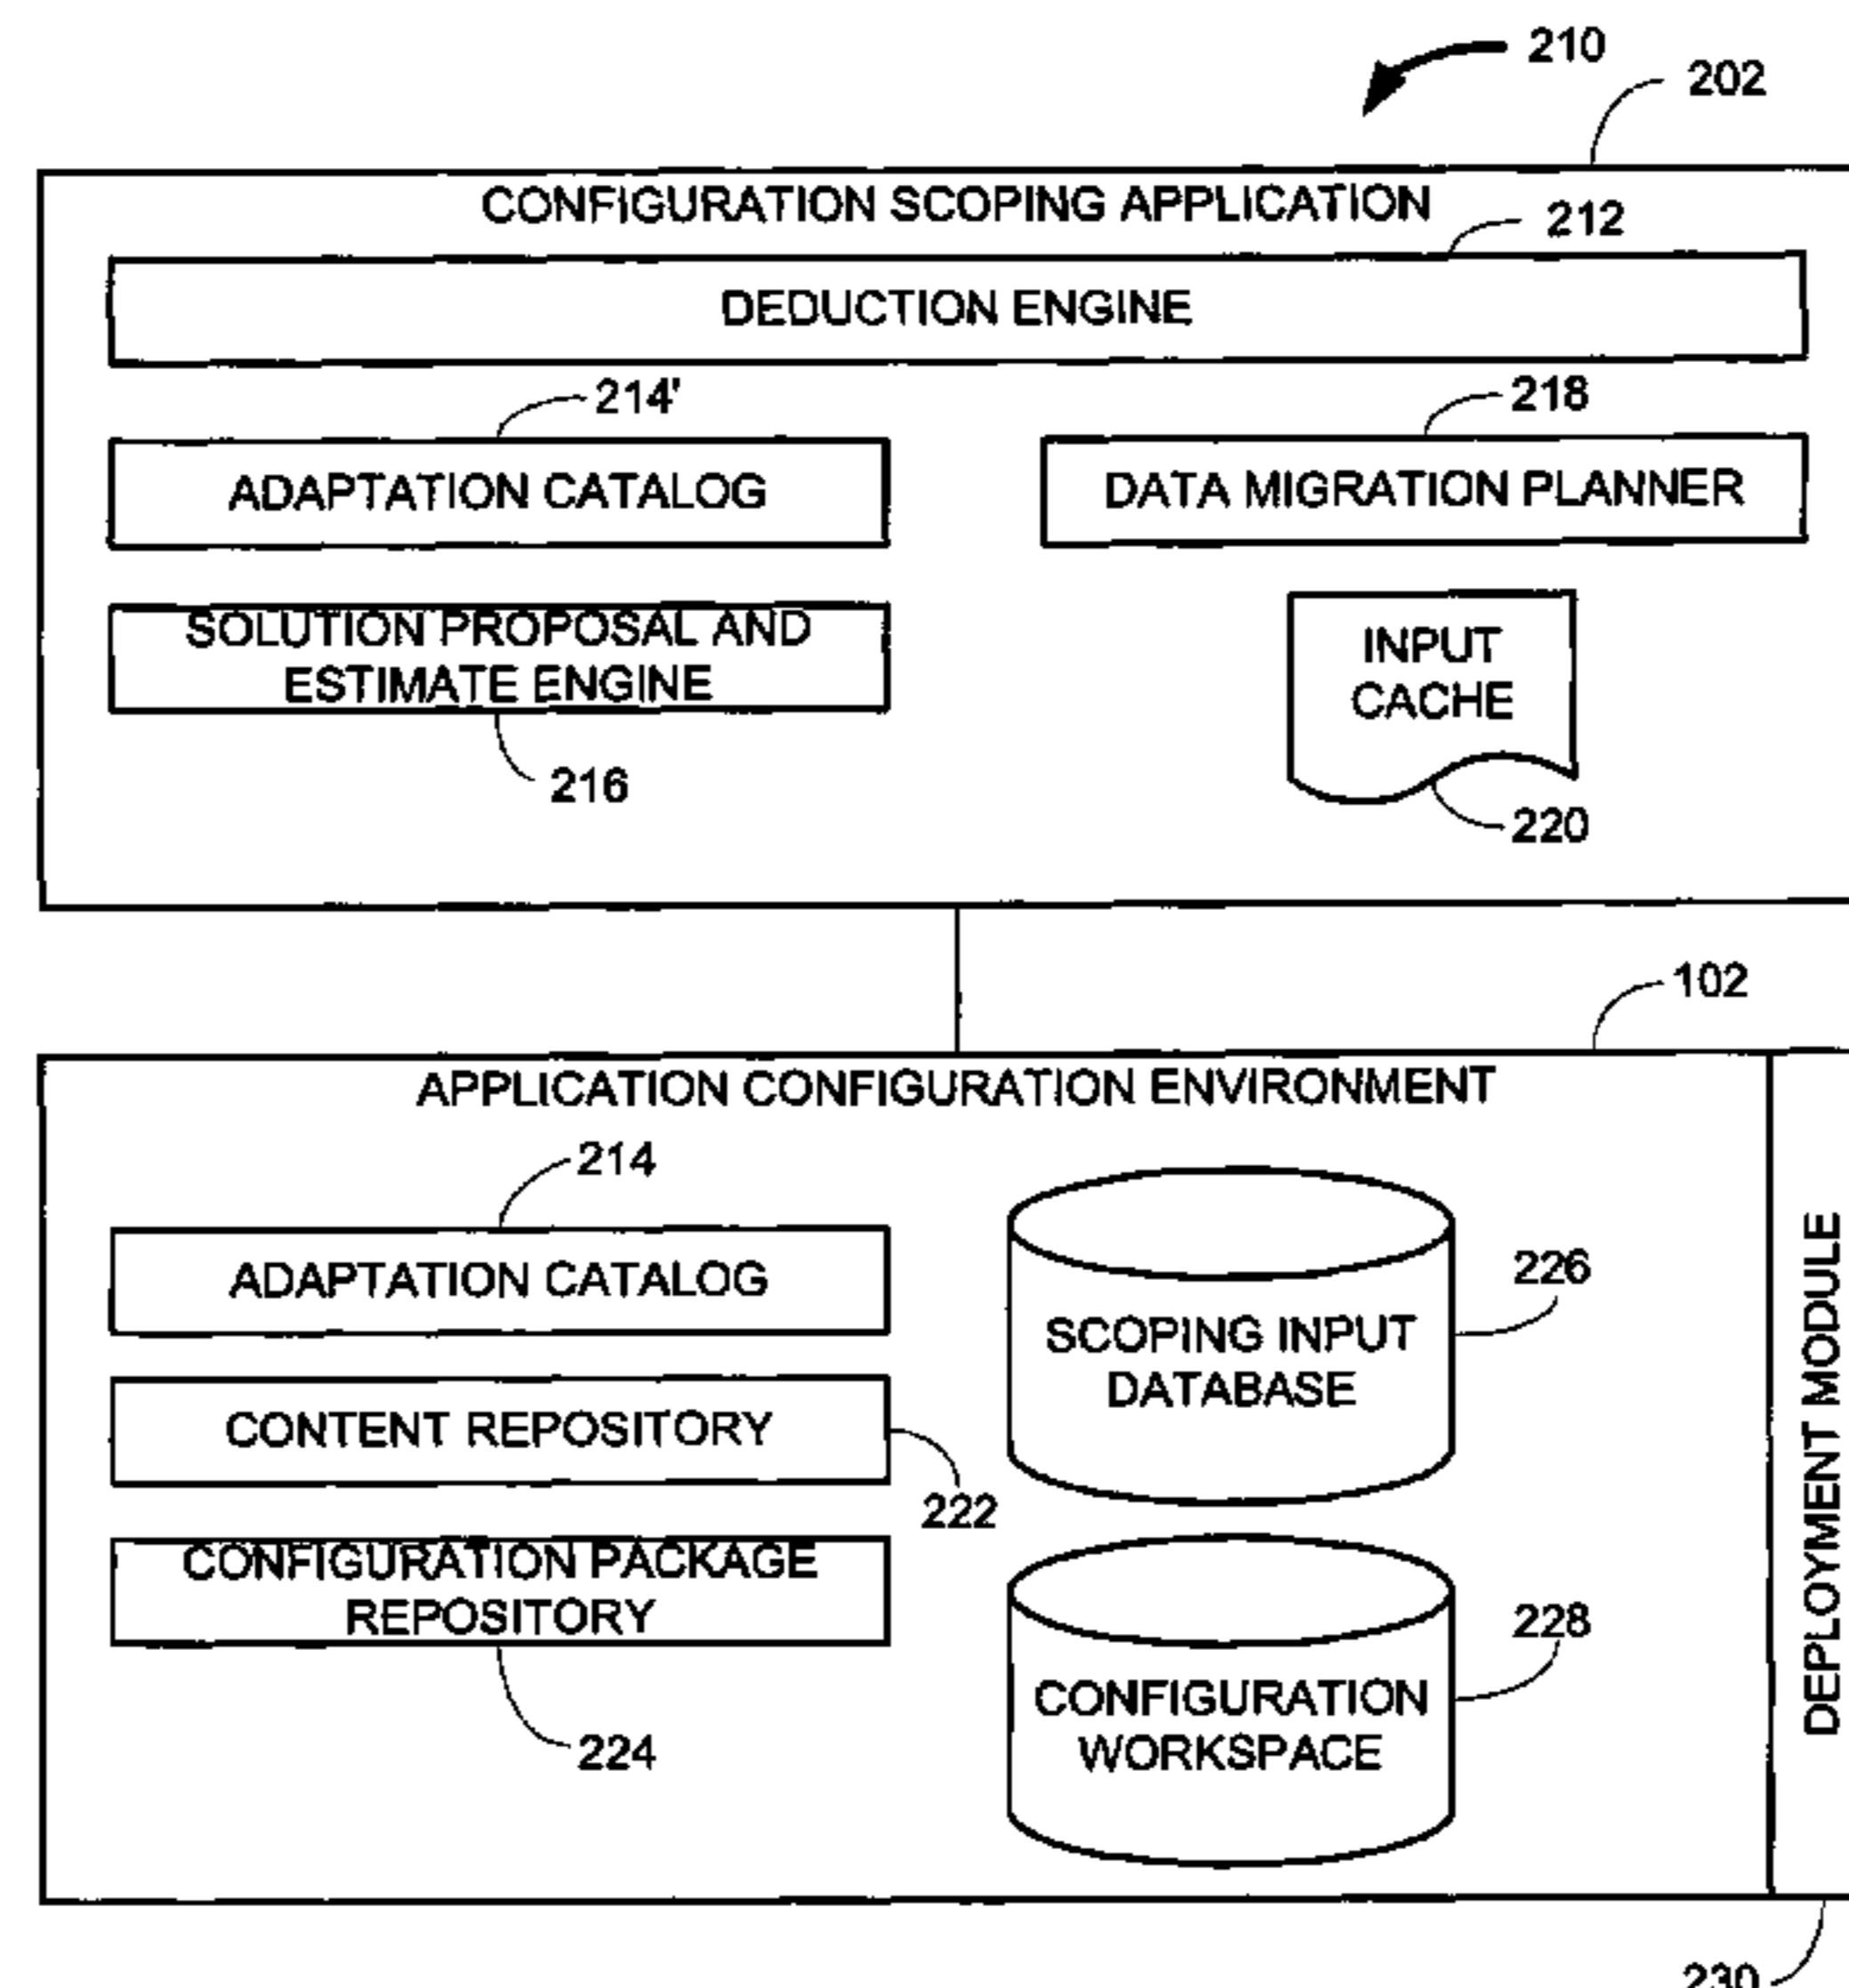 210
202
CONFIGURATION SCOPING APPLICATION
212
DEDUCTION ENGINE
214'
218
ADAPTATION CATALOG
DATA MIGRATION PLANNER
SOLUTION PROPOSAL AND
ESTIMATE ENGINE
INPUT
CACHE
216
220
102
APPLICATION CONFIGURATION ENVIRONMENT
214
ADAPTATION CATALOG
226
SCOPING INPUT
DATABASE
CONTENT REPOSITORY
222
CONFIGURATION PACKAGE
REPOSITORY
228
CONFIGURATION
WORKSPACE
224
DEPLOYMENT MODULE
230